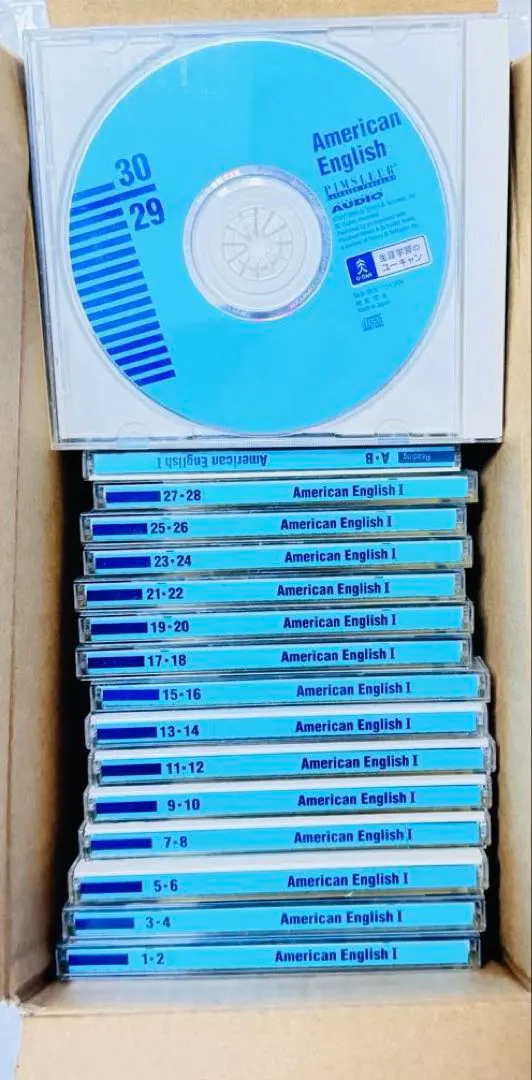 30
29
American
English
PIMSLEUR
AUDIO
U-CAN
生涯学習の
ユーキャン
Reading A・B American English I
27・28 American English I
25・26 American English I
23・24 American English I
21・22 American English I
19・20 American English I
17・18 American English I
15・16 American English I
13・14 American English I
11・12 American English I
9・10 American English I
7・8 American English I
5・6 American English I
3・4 American English I
1・2 American English I